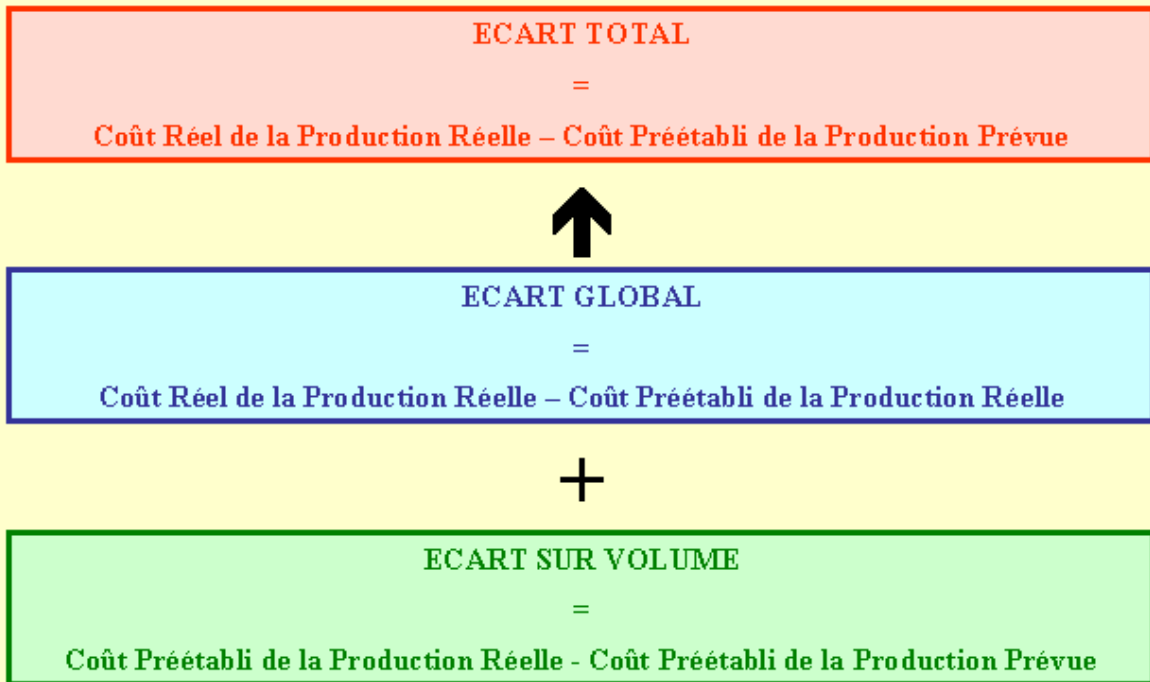 ECART TOTAL
=
Coût Réel de la Production Réelle – Coût Préétabli de la Production Prévue
ECART GLOBAL
=
Coût Réel de la Production Réelle – Coût Préétabli de la Production Réelle
+
ECART SUR VOLUME
=
Coût Préétabli de la Production Réelle - Coût Préétabli de la Production Prévue